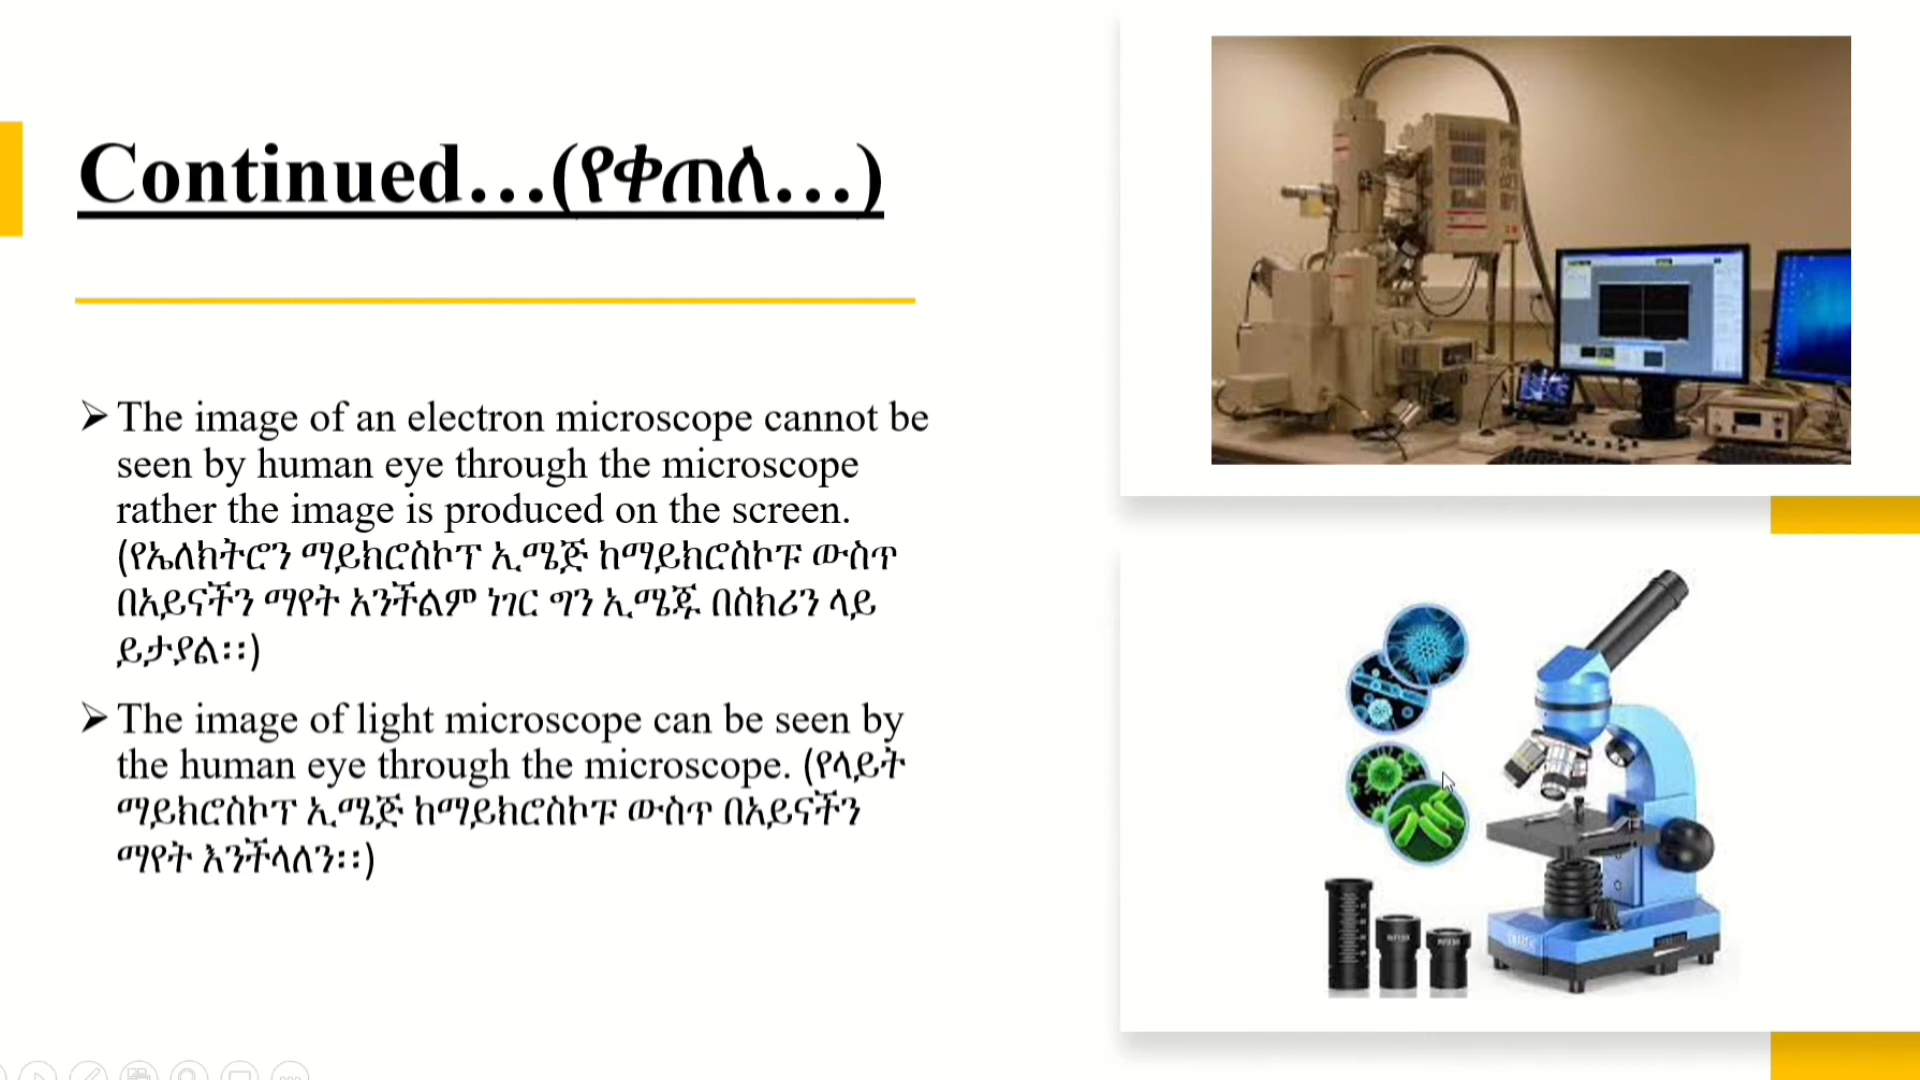 Continued…(የቀጠለ…)
The image of an electron microscope cannot be
seen by human eye through the microscope
rather the image is produced on the screen.
(የኤለክትሮን ማይክሮስኮፕ ኢሜጅ ከማይክሮስኮፑ ውስጥ
በአይናችን ማየት አንችልም ነገር ግን ኢሜጁ በስክሪን ላይ
ይታያል፡፡)
The image of light microscope can be seen by
the human eye through the microscope. (የላይት
ማይክሮስኮፕ ኢሜጅ ከማይክሮስኮፑ ውስጥ በአይናችን
ማየት እንችላለን፡፡)